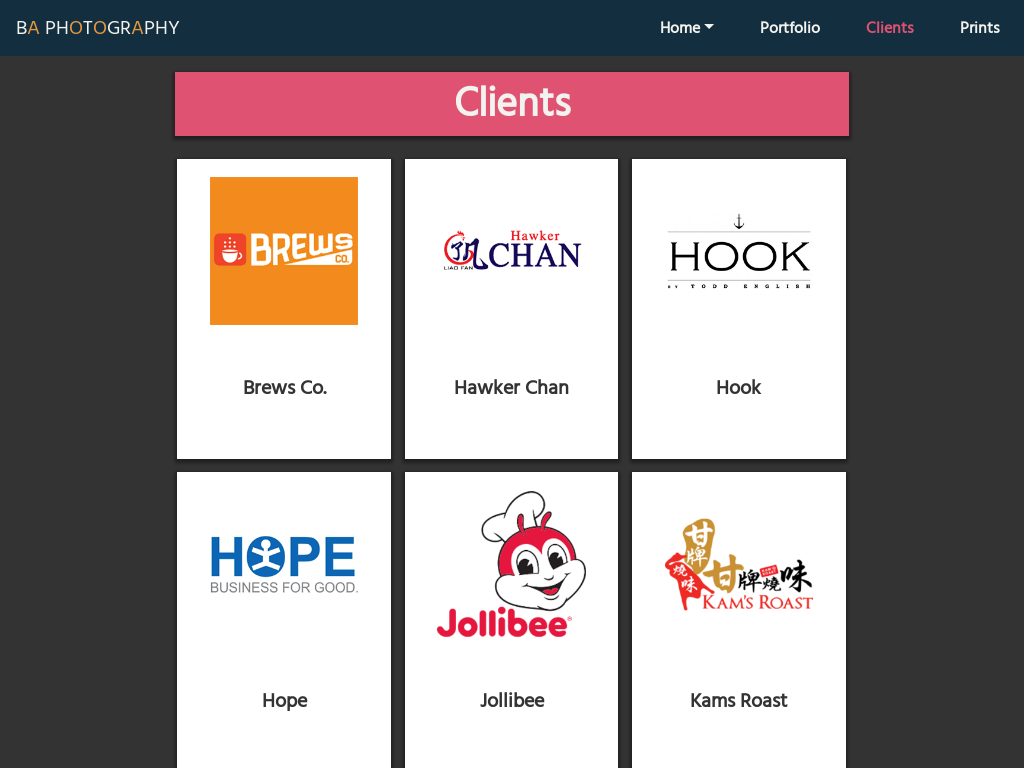 BA PHOTOGRAPHY
Home
Portfolio
Clients
Prints
Clients
BREWS
CO.
Hawker
CHAN
LIAO FAN
HOOK
BY TODD ENGLISH
Brews Co.
Hawker Chan
Hook
HOPE
BUSINESS FOR GOOD.
Jollibee
甘牌
燒味
甘牌燒味
KAM'S ROAST
Hope
Jollibee
Kams Roast